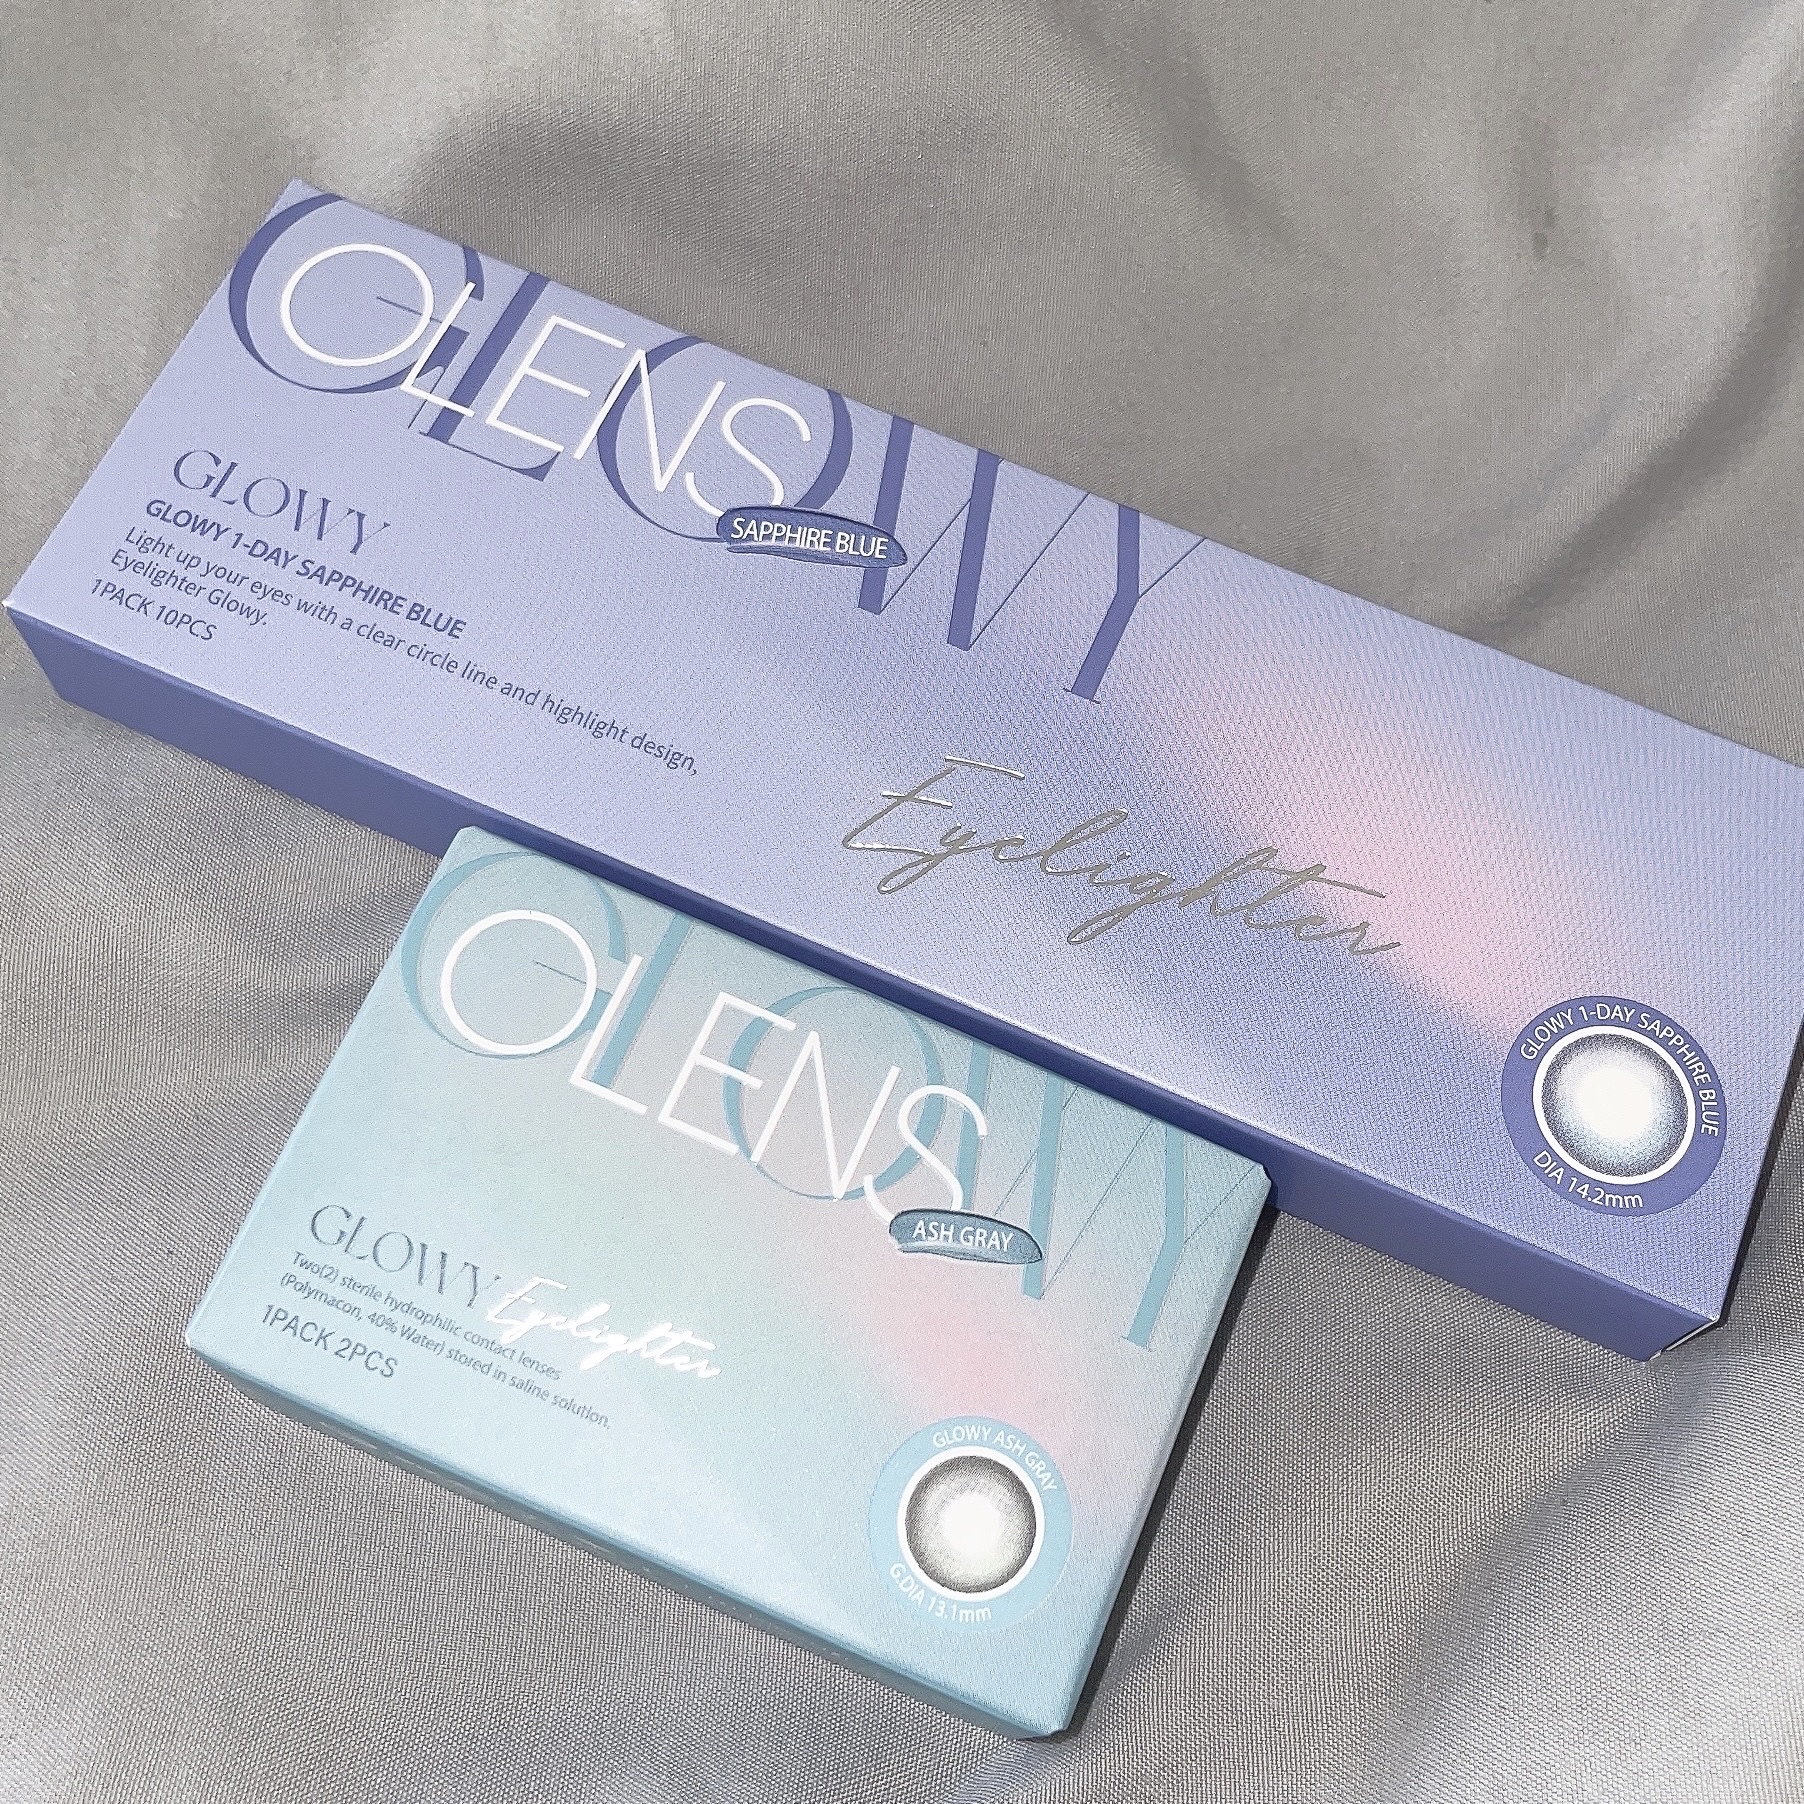 GLOWY
OLENS
SAPPHIRE BLUE
GLOWY
GLOWY 1-DAY SAPPHIRE BLUE
Light up your eyes with a clear circle line and highlight design,
Eyelighter Glowy.
1PACK 10PCS
Eyelighter
GLOWY 1-DAY SAPPHIRE BLUE
DIA 14.2mm
GLOWY
OLENS
ASH GRAY
GLOWY Eyelighter
Two(2) sterile hydrophilic contact lenses
(Polymacon, 40% Water) stored in saline solution.
1PACK 2PCS
GLOWY ASH GRAY
G.DIA 13.1mm